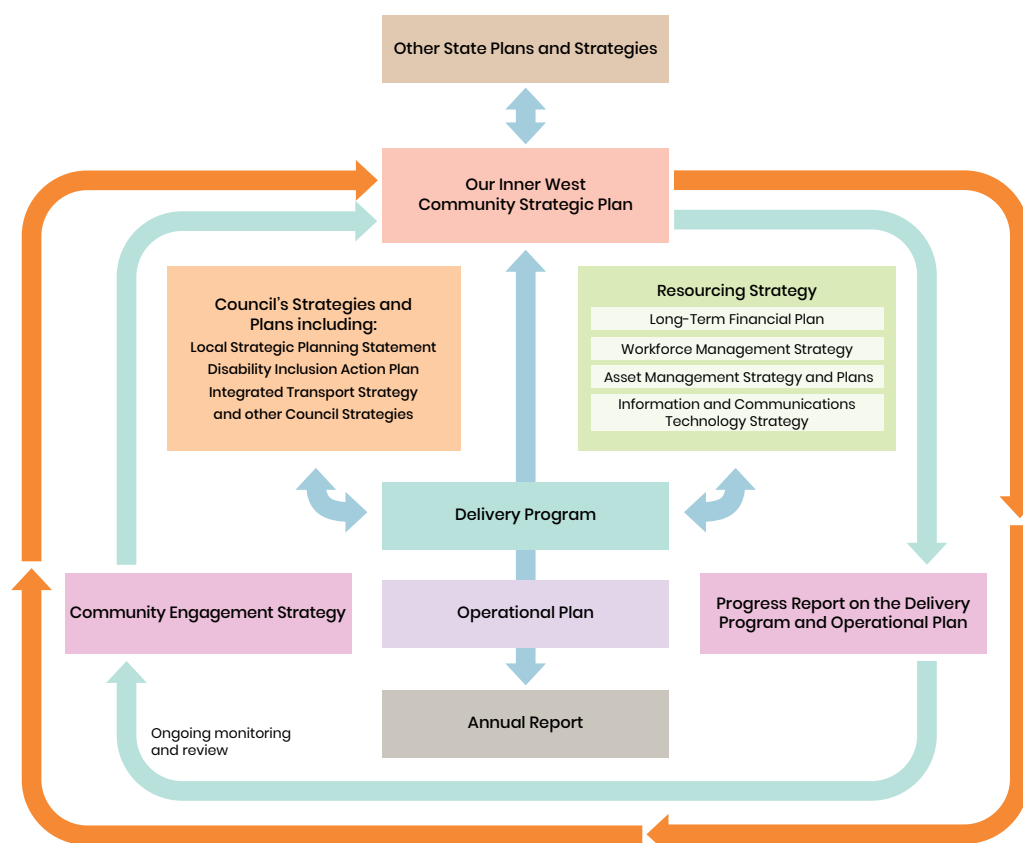 Other State Plans and Strategies
Our Inner West
Community Strategic Plan
Council's Strategies and
Plans including:
Local Strategic Planning Statement
Disability Inclusion Action Plan
Integrated Transport Strategy
and other Council Strategies
Resourcing Strategy
Long-Term Financial Plan
Workforce Management Strategy
Asset Management Strategy and Plans
Information and Communications
Technology Strategy
Delivery Program
Community Engagement Strategy
Operational Plan
Progress Report on the Delivery
Program and Operational Plan
Annual Report
Ongoing monitoring
and review